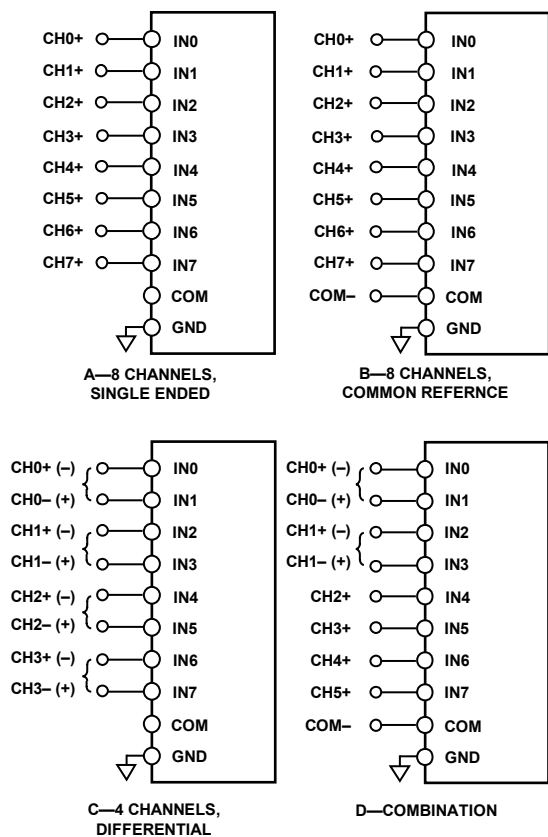 CH0+ IN0
CH1+ IN1
CH2+ IN2
CH3+ IN3
CH4+ IN4
CH5+ IN5
CH6+ IN6
CH7+ IN7
COM
GND
A—8 CHANNELS,
SINGLE ENDED
CH0+ IN0
CH1+ IN1
CH2+ IN2
CH3+ IN3
CH4+ IN4
CH5+ IN5
CH6+ IN6
CH7+ IN7
COM– COM
GND
B—8 CHANNELS,
COMMON REFERNCE
CH0+ (–) IN0
CH0– (+) IN1
CH1+ (–) IN2
CH1– (+) IN3
CH2+ (–) IN4
CH2– (+) IN5
CH3+ (–) IN6
CH3– (+) IN7
COM
GND
C—4 CHANNELS,
DIFFERENTIAL
CH0+ (–) IN0
CH0– (+) IN1
CH1+ (–) IN2
CH1– (+) IN3
CH2+ IN4
CH3+ IN5
CH4+ IN6
CH5+ IN7
COM– COM
GND
D—COMBINATION